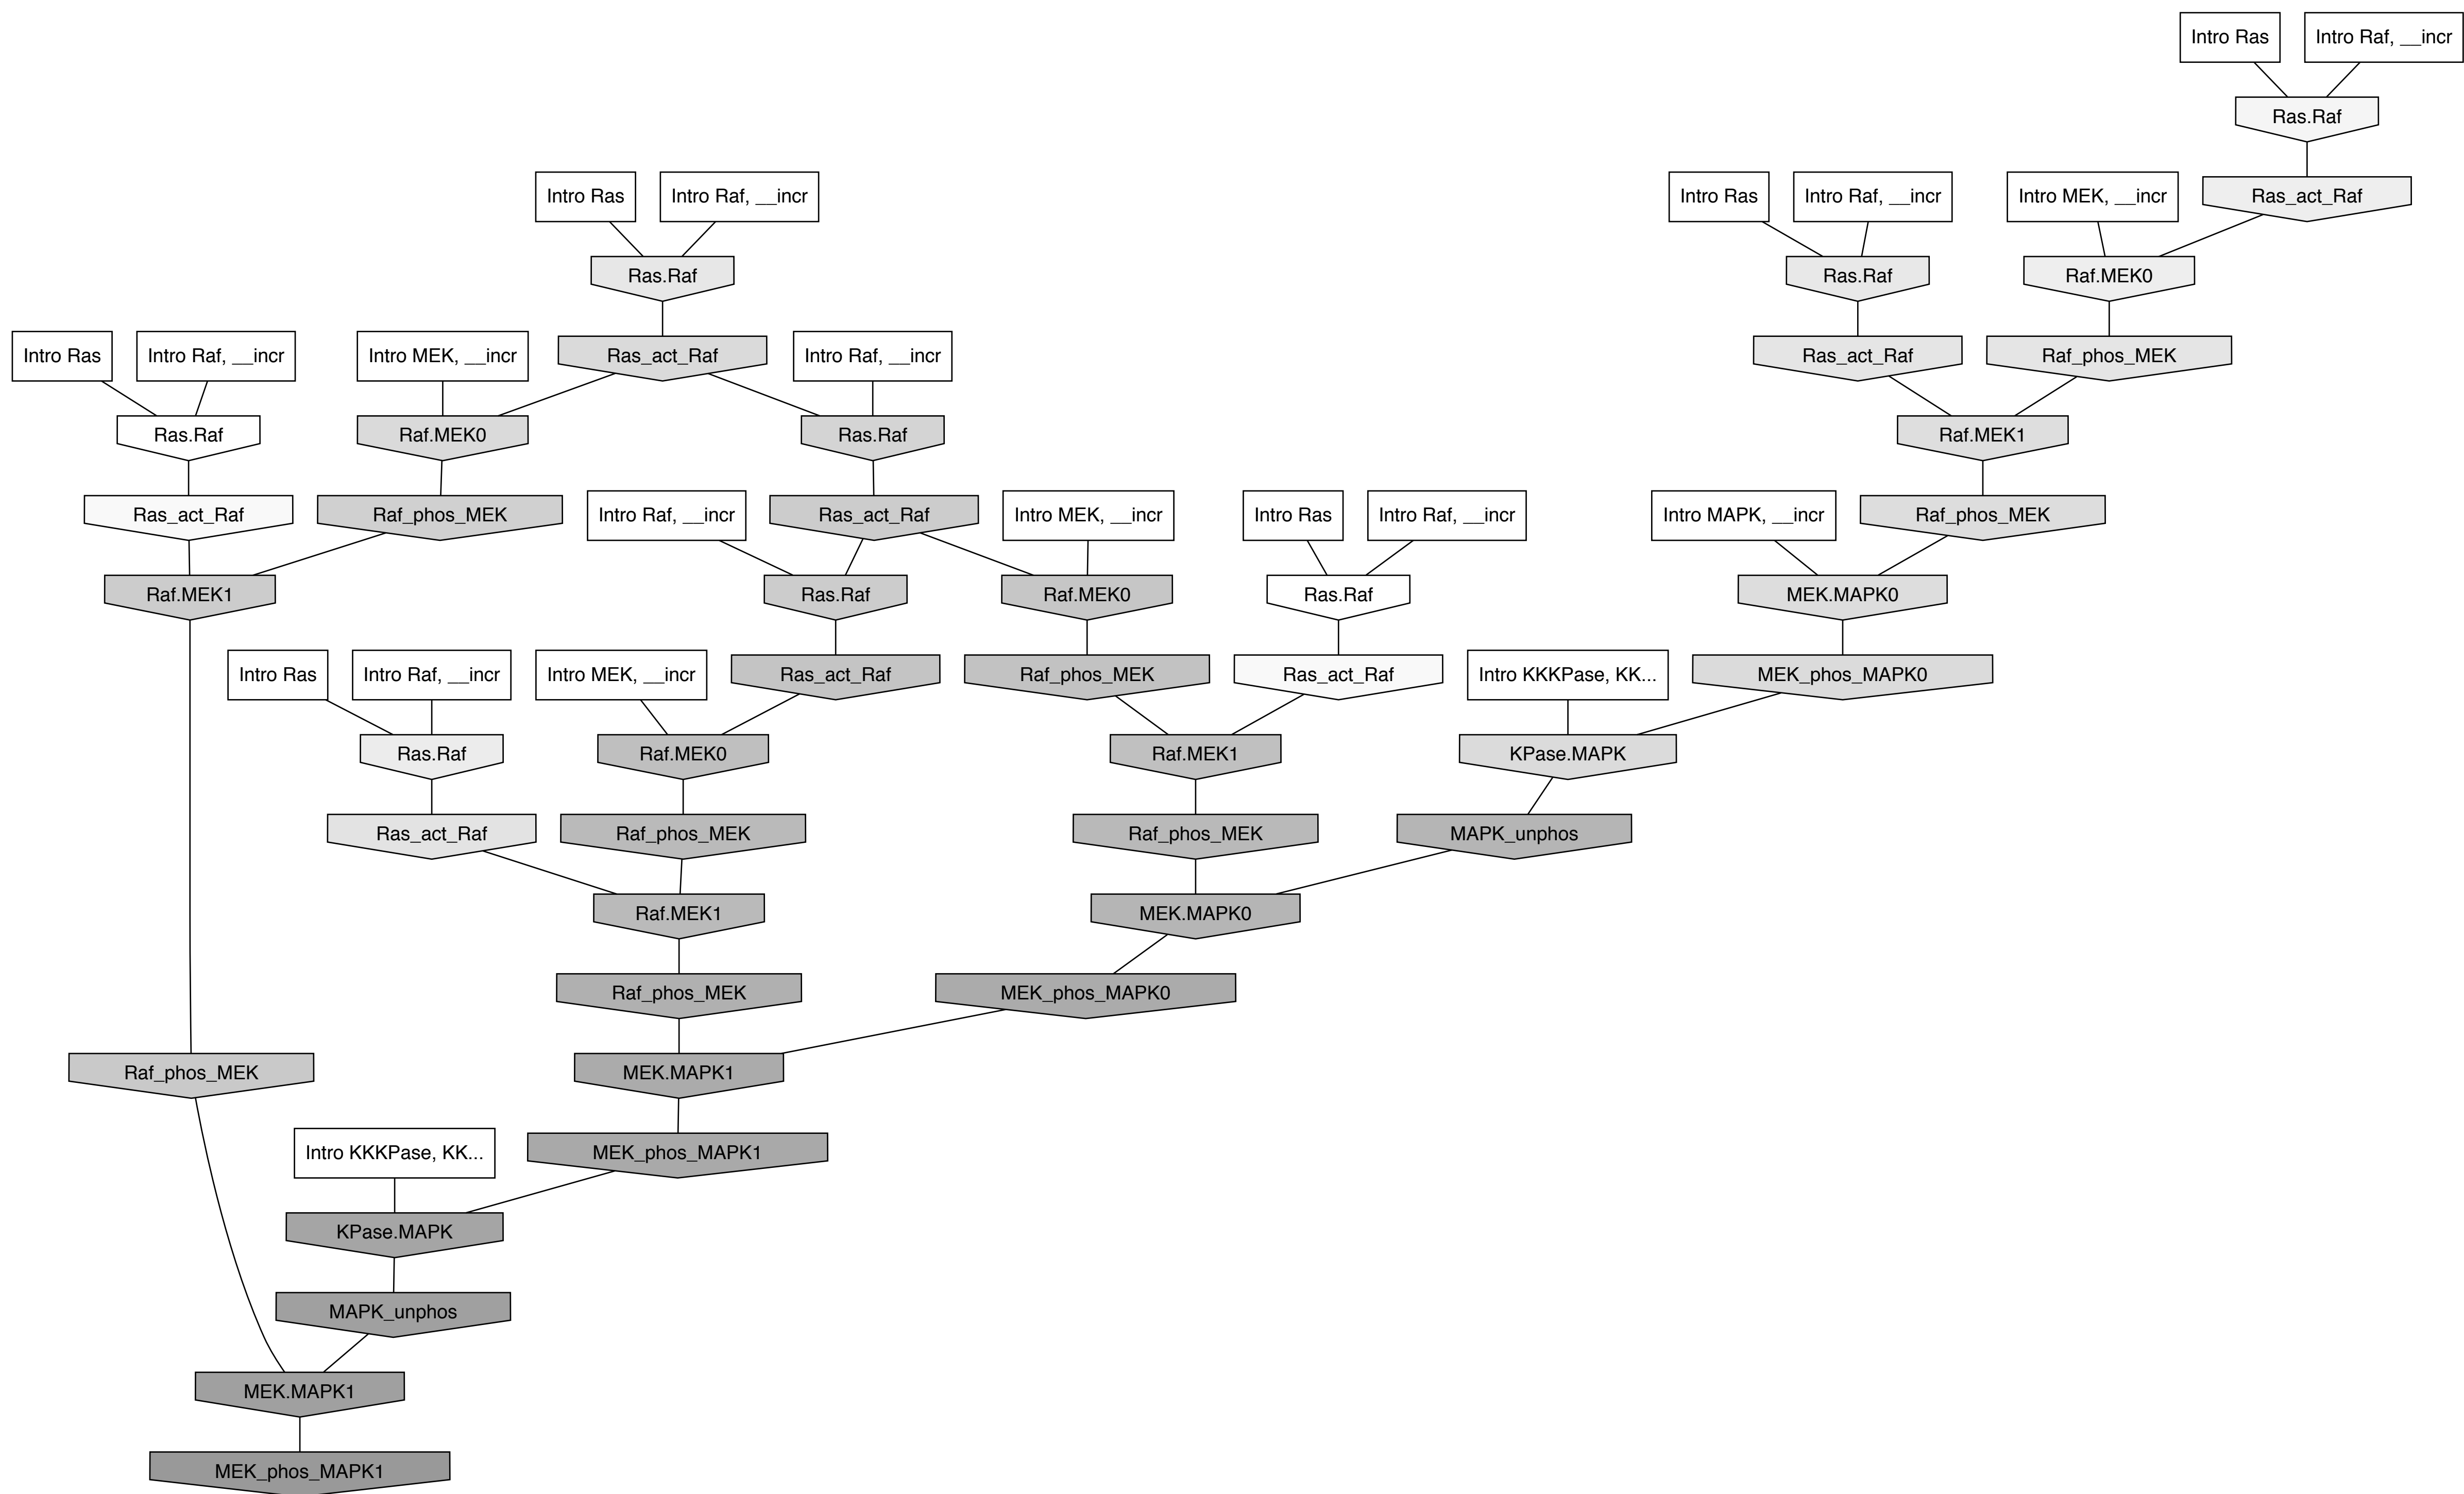 Intro Ras
Intro Raf, __incr
Ras.Raf
Intro Ras
Intro Raf, __incr
Intro Ras
Intro Raf, __incr
Intro MEK, __incr
Ras_act_Raf
Ras.Raf
Ras.Raf
Raf.MEK0
Intro Ras
Intro Raf, __incr
Intro MEK, __incr
Ras_act_Raf
Intro Raf, __incr
Ras_act_Raf
Raf_phos_MEK
Ras.Raf
Raf.MEK0
Ras.Raf
Raf.MEK1
Ras_act_Raf
Raf_phos_MEK
Intro Raf, __incr
Ras_act_Raf
Intro MEK, __incr
Intro Ras
Intro Raf, __incr
Intro MAPK, __incr
Raf_phos_MEK
Raf.MEK1
Ras.Raf
Raf.MEK0
Ras.Raf
MEK.MAPK0
Intro Ras
Intro Raf, __incr
Intro MEK, __incr
Ras_act_Raf
Raf_phos_MEK
Ras_act_Raf
Intro KKKPase, KK...
MEK_phos_MAPK0
Ras.Raf
Raf.MEK0
Raf.MEK1
KPase.MAPK
Ras_act_Raf
Raf_phos_MEK
Raf_phos_MEK
MAPK_unphos
Raf.MEK1
MEK.MAPK0
Raf_phos_MEK
MEK_phos_MAPK0
Raf_phos_MEK
MEK.MAPK1
Intro KKKPase, KK...
MEK_phos_MAPK1
KPase.MAPK
MAPK_unphos
MEK.MAPK1
MEK_phos_MAPK1